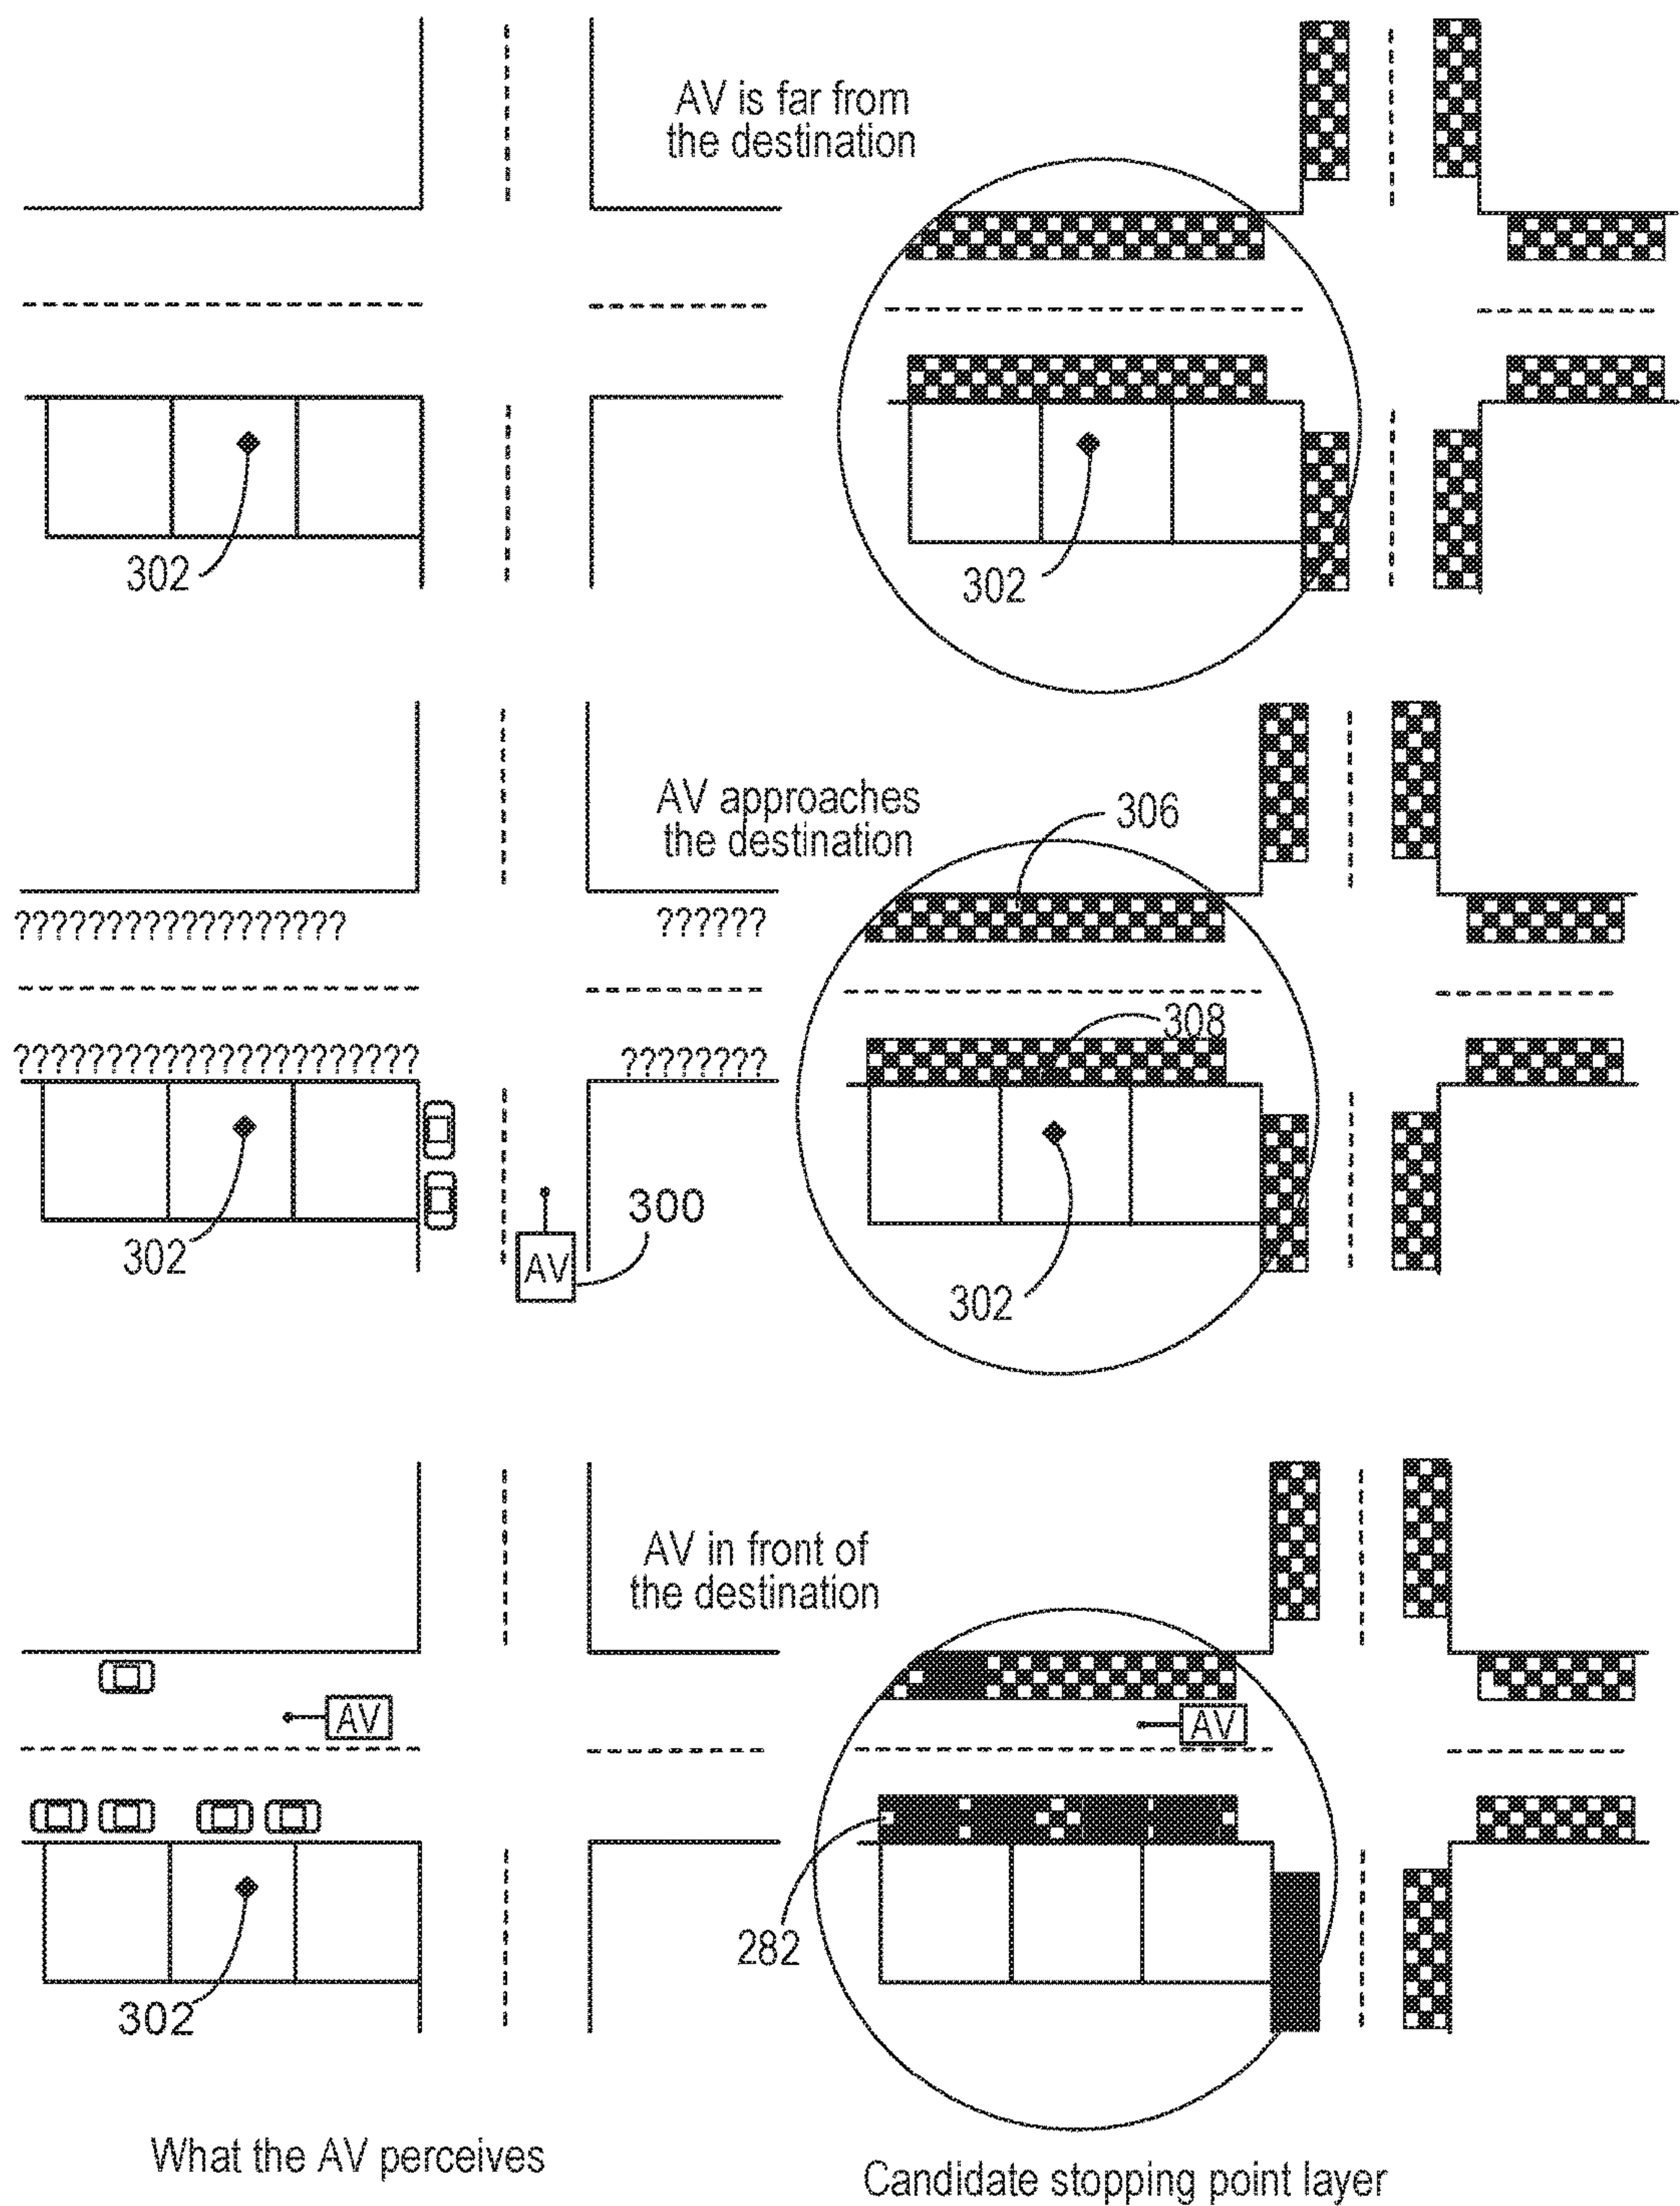 AV is far from
the destination
302
302
AV approaches
the destination
306
?????????????????
??????
308
??????????????????????
????????
300
AV
302
302
AV in front of
the destination
AV
AV
282
302
What the AV perceives
Candidate stopping point layer